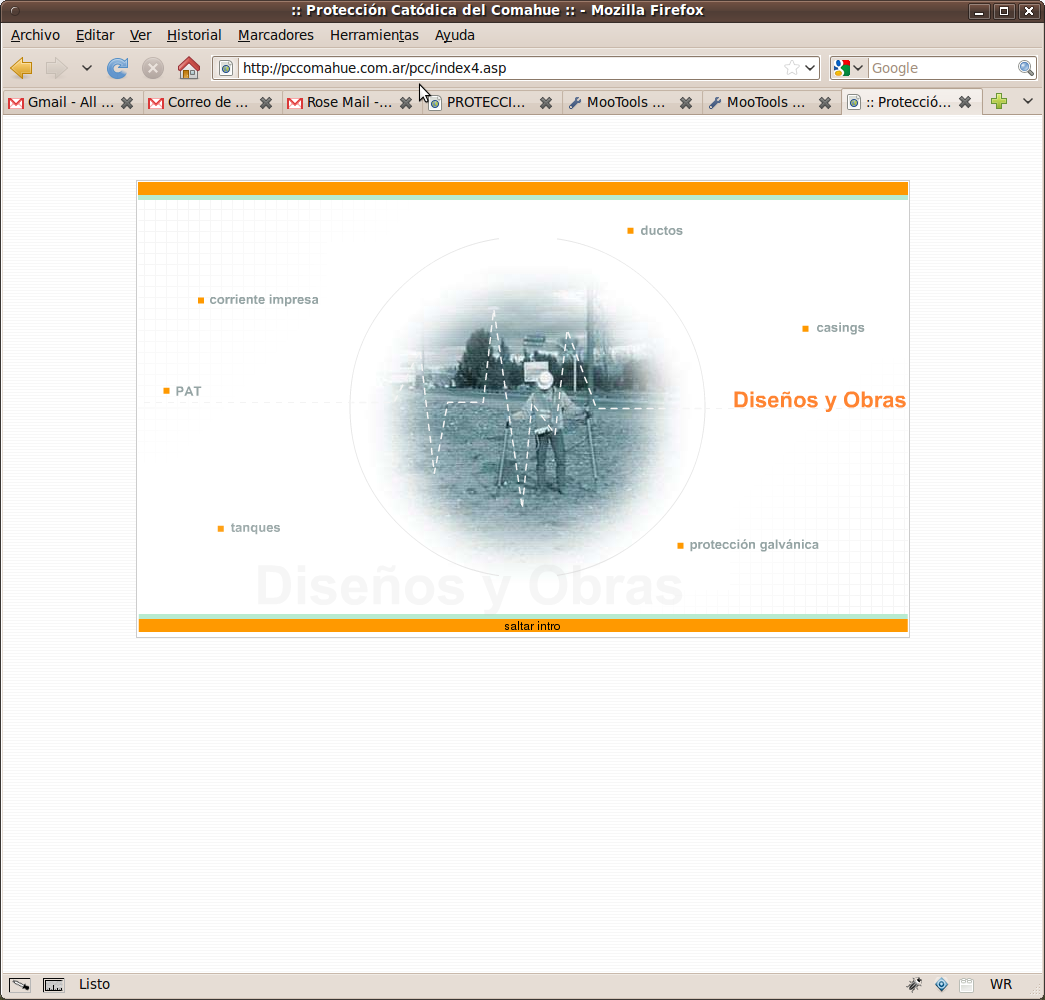 :: Protección Catódica del Comahue :: - Mozilla Firefox
Archivo Editar Ver Historial Marcadores Herramientas Ayuda
http://pccomahue.com.ar/pcc/index4.asp Google
Gmail - All ... Correo de ... Rose Mail -... PROTECCI... MooTools ... MooTools ... :: Protecció...
ductos
corriente impresa
casings
PAT
Diseños y Obras
tanques
protección galvánica
Diseños y Obras
saltar intro
Listo WR